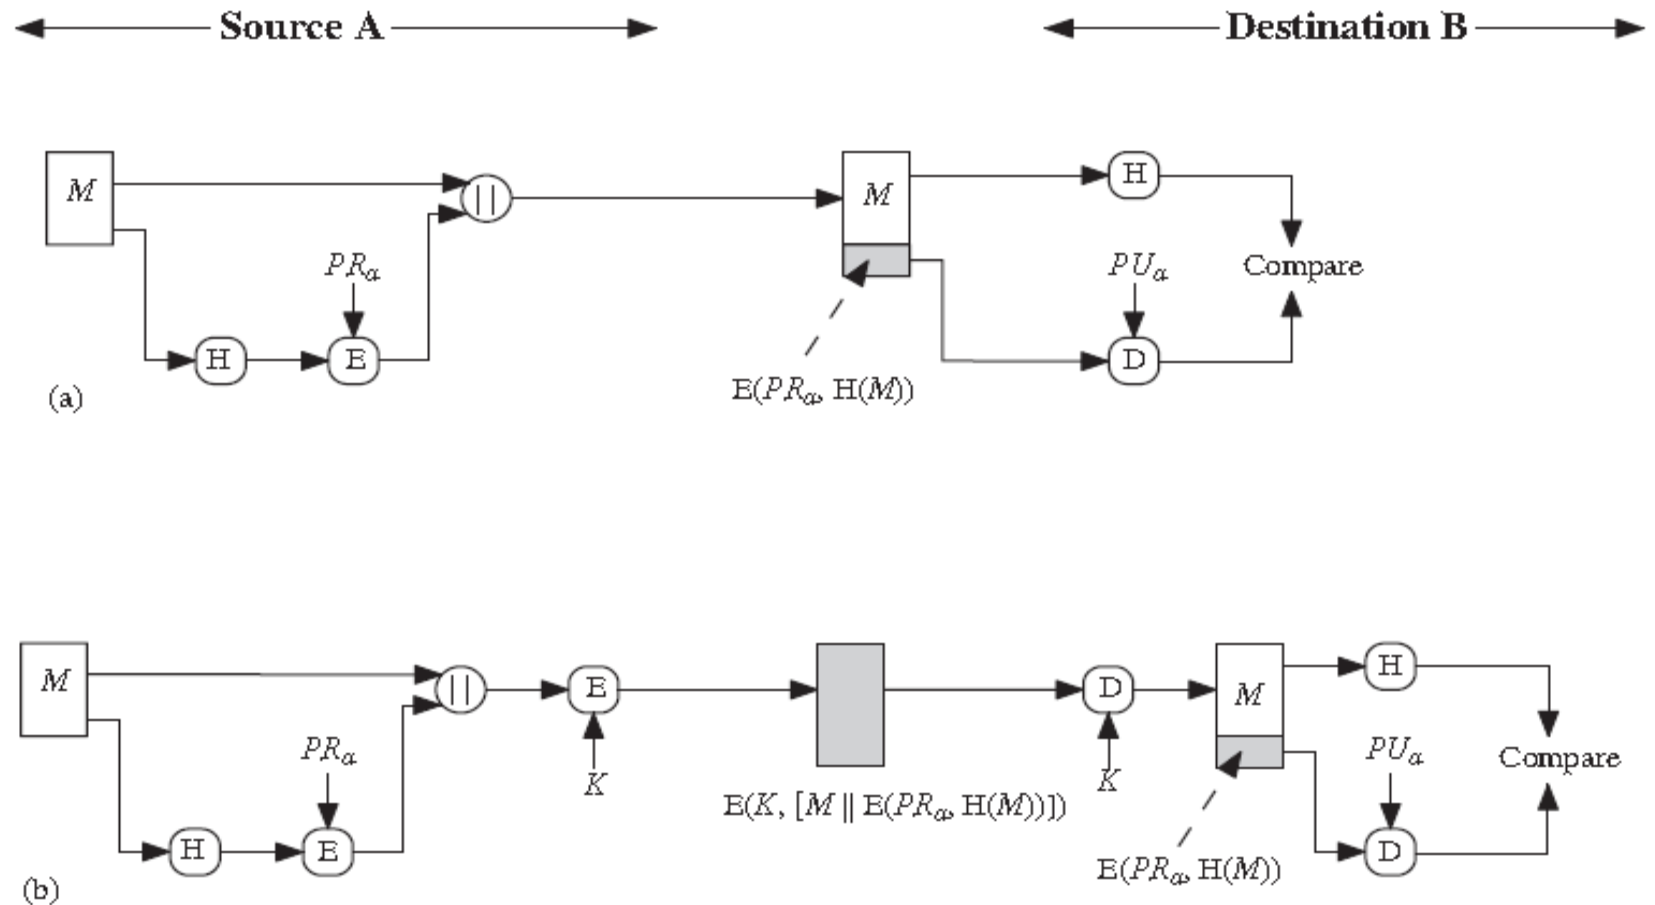 Source A Destination B
M || M H
PRa PUa Compare
H E D
E(PRa, H(M))
(a)
M || E D M H
PRa K K PUa Compare
E(K, [M || E(PRa, H(M))])
H E D
E(PRa, H(M))
(b)